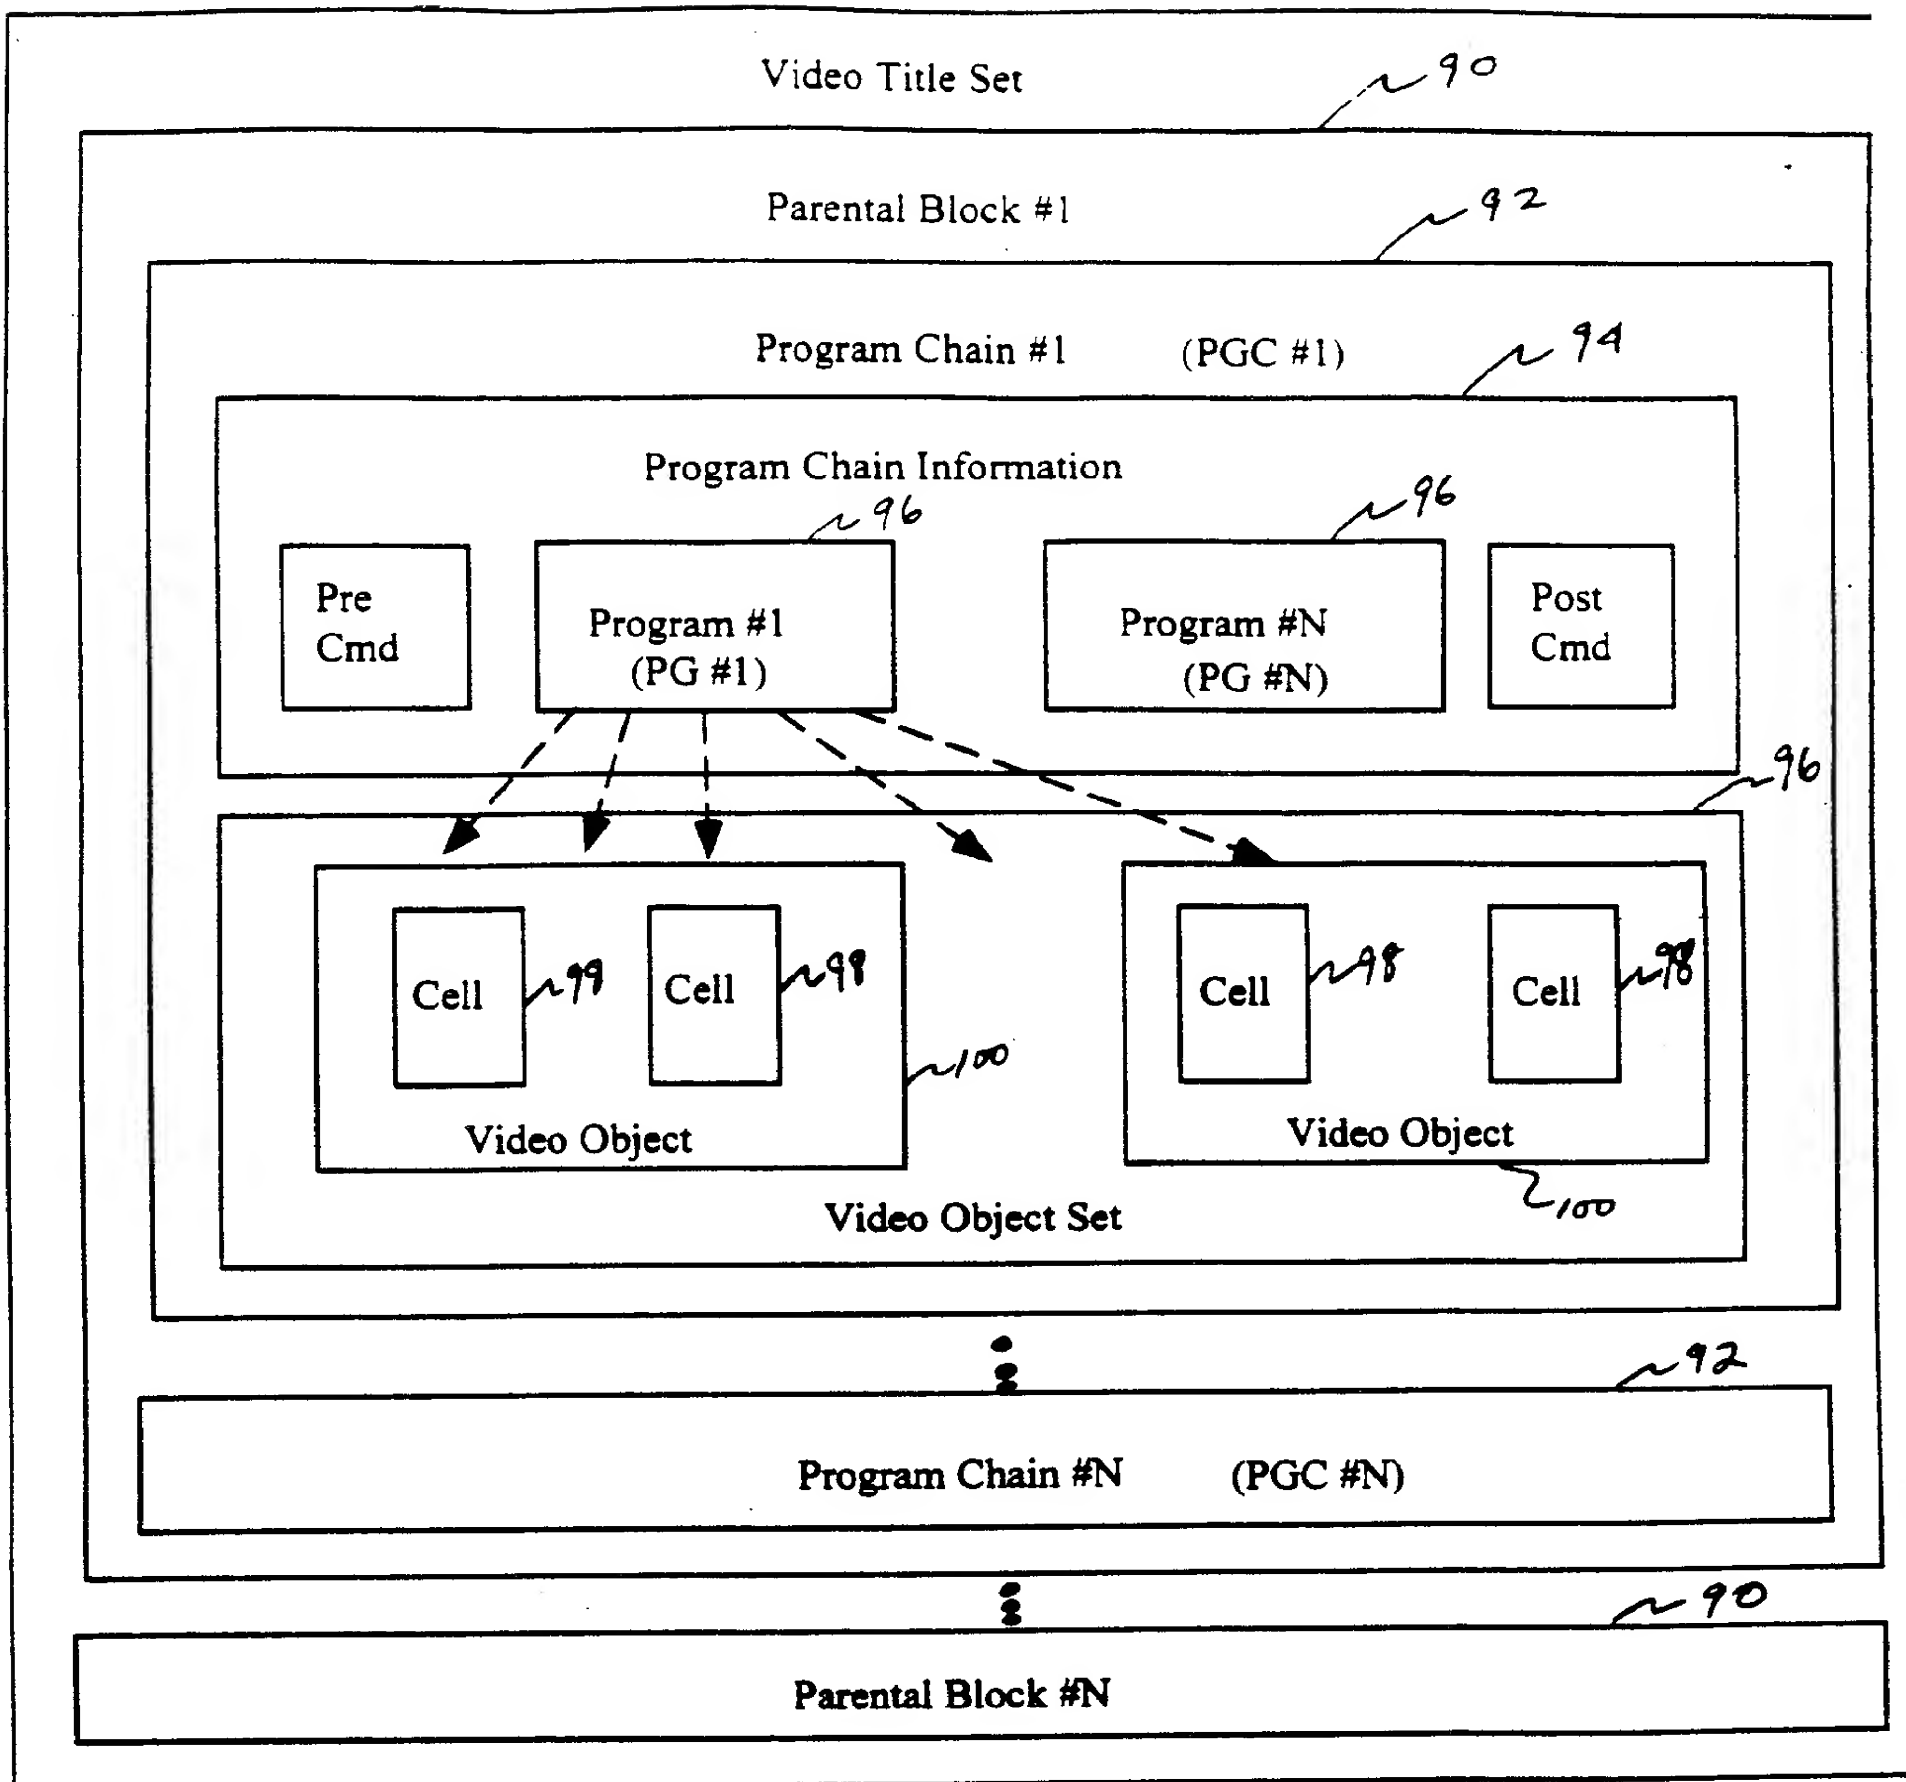 Video Title Set
90
Parental Block #1
92
Program Chain #1 (PGC #1)
94
Program Chain Information
96
96
Pre
Cmd
Program #1
(PG #1)
Program #N
(PG #N)
Post
Cmd
96
Cell
98
Cell
98
Cell
98
Cell
98
100
Video Object
Video Object
100
Video Object Set
92
Program Chain #N (PGC #N)
90
Parental Block #N